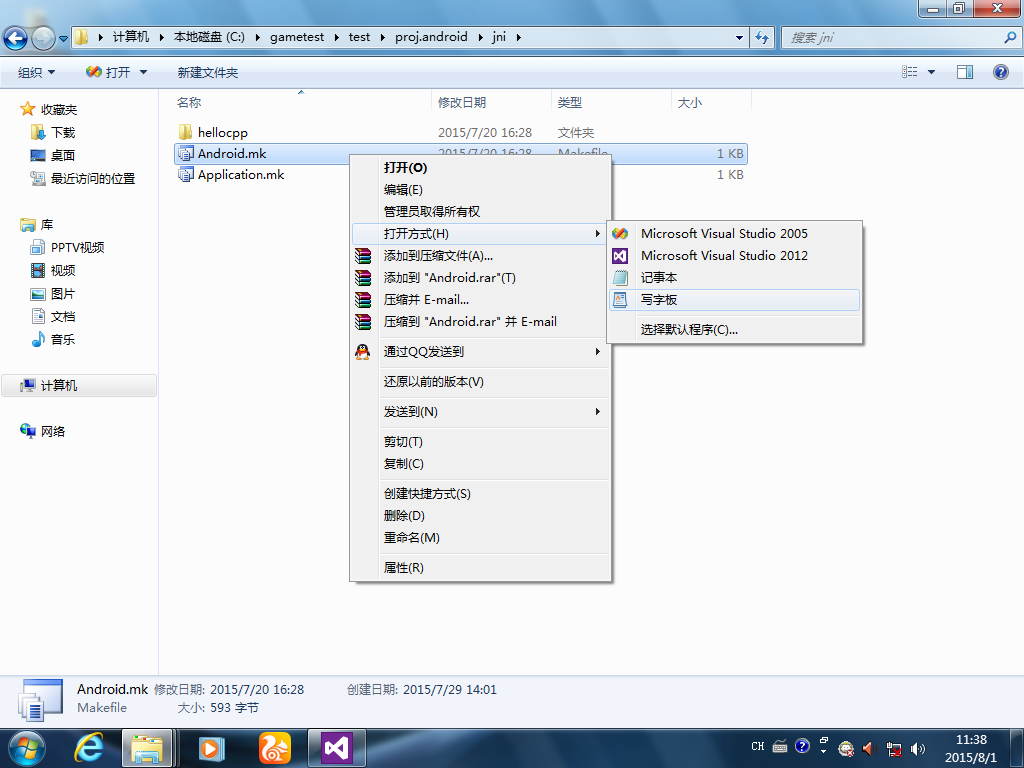 计算机 本地磁盘 (C:) gametest test proj.android jni 搜索 jni
组织 打开 新建文件夹
名称 修改日期 类型 大小
收藏夹
下载
桌面
最近访问的位置
库
PPTV视频
视频
图片
文档
音乐
计算机
网络
hellocpp 2015/7/20 16:28 文件夹
Android.mk 2015/7/20 16:28 Makefile 1 KB
Application.mk 1 KB
打开(O)
编辑(E)
管理员取得所有权
打开方式(H)
添加到压缩文件(A)...
添加到 "Android.rar"(T)
压缩并 E-mail...
压缩到 "Android.rar" 并 E-mail
通过QQ发送到
还原以前的版本(V)
发送到(N)
剪切(T)
复制(C)
创建快捷方式(S)
删除(D)
重命名(M)
属性(R)
Microsoft Visual Studio 2005
Microsoft Visual Studio 2012
记事本
写字板
选择默认程序(C)...
Android.mk 修改日期: 2015/7/20 16:28 创建日期: 2015/7/29 14:01
Makefile 大小: 593 字节
CH
11:38
2015/8/1